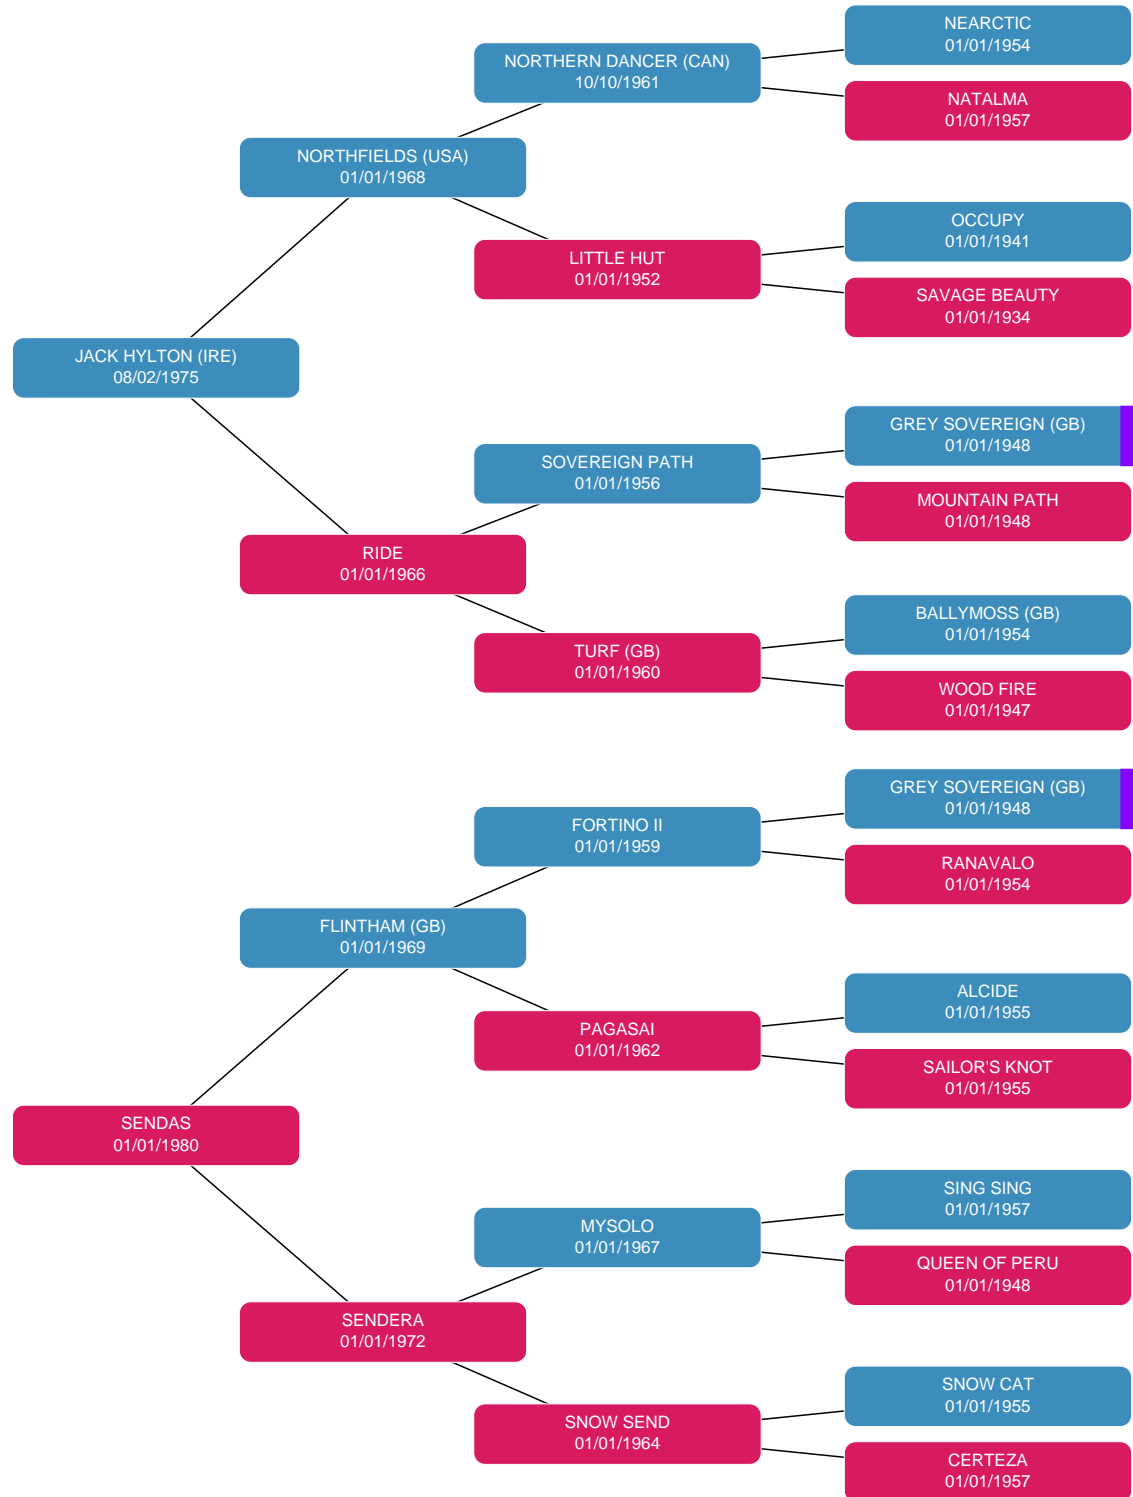 NEARCTIC
01/01/1954
NORTHERN DANCER (CAN)
10/10/1961
NATALMA
01/01/1957
NORTHFIELDS (USA)
01/01/1968
OCCUPY
01/01/1941
LITTLE HUT
01/01/1952
SAVAGE BEAUTY
01/01/1934
JACK HYLTON (IRE)
08/02/1975
GREY SOVEREIGN (GB)
01/01/1948
SOVEREIGN PATH
01/01/1956
MOUNTAIN PATH
01/01/1948
RIDE
01/01/1966
BALLYMOSS (GB)
01/01/1954
TURF (GB)
01/01/1960
WOOD FIRE
01/01/1947
GREY SOVEREIGN (GB)
01/01/1948
FORTINO II
01/01/1959
RANAVALO
01/01/1954
FLINTHAM (GB)
01/01/1969
ALCIDE
01/01/1955
PAGASAI
01/01/1962
SAILOR'S KNOT
01/01/1955
SENDAS
01/01/1980
SING SING
01/01/1957
MYSOLO
01/01/1967
QUEEN OF PERU
01/01/1948
SENDERA
01/01/1972
SNOW CAT
01/01/1955
SNOW SEND
01/01/1964
CERTEZA
01/01/1957